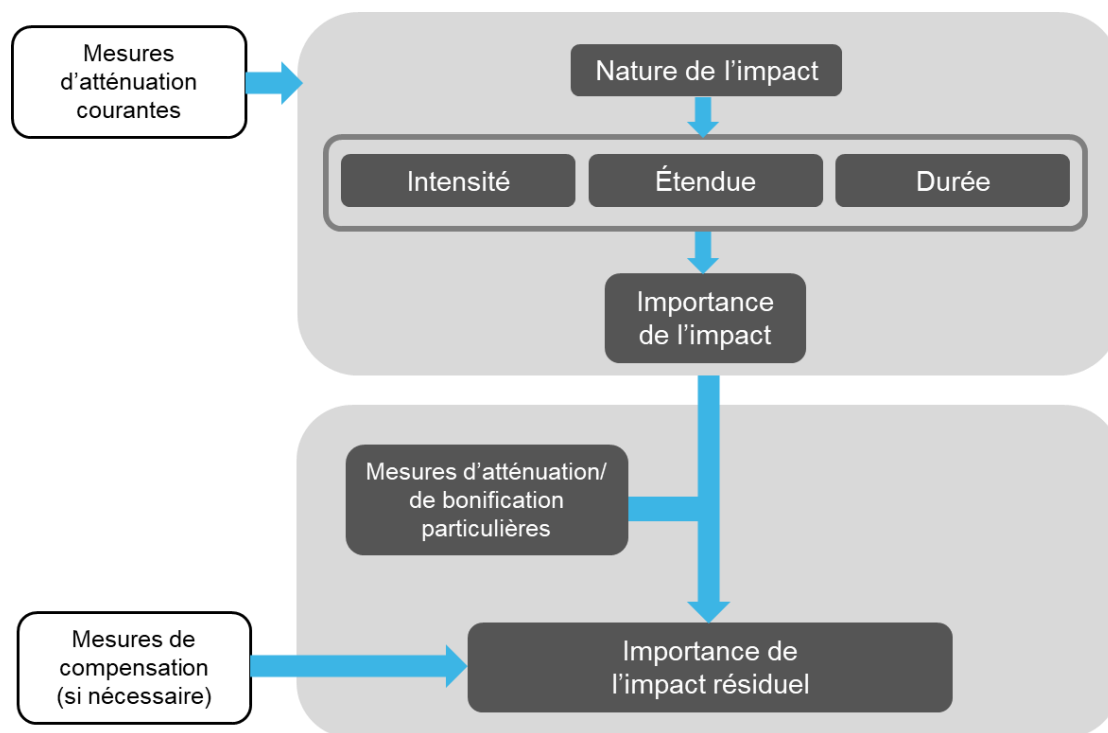 Mesures
d’atténuation
courantes
Nature de l’impact
Intensité
Étendue
Durée
Importance
de l’impact
Mesures d’atténuation/
de bonification
particulières
Mesures de
compensation
(si nécessaire)
Importance de
l’impact résiduel